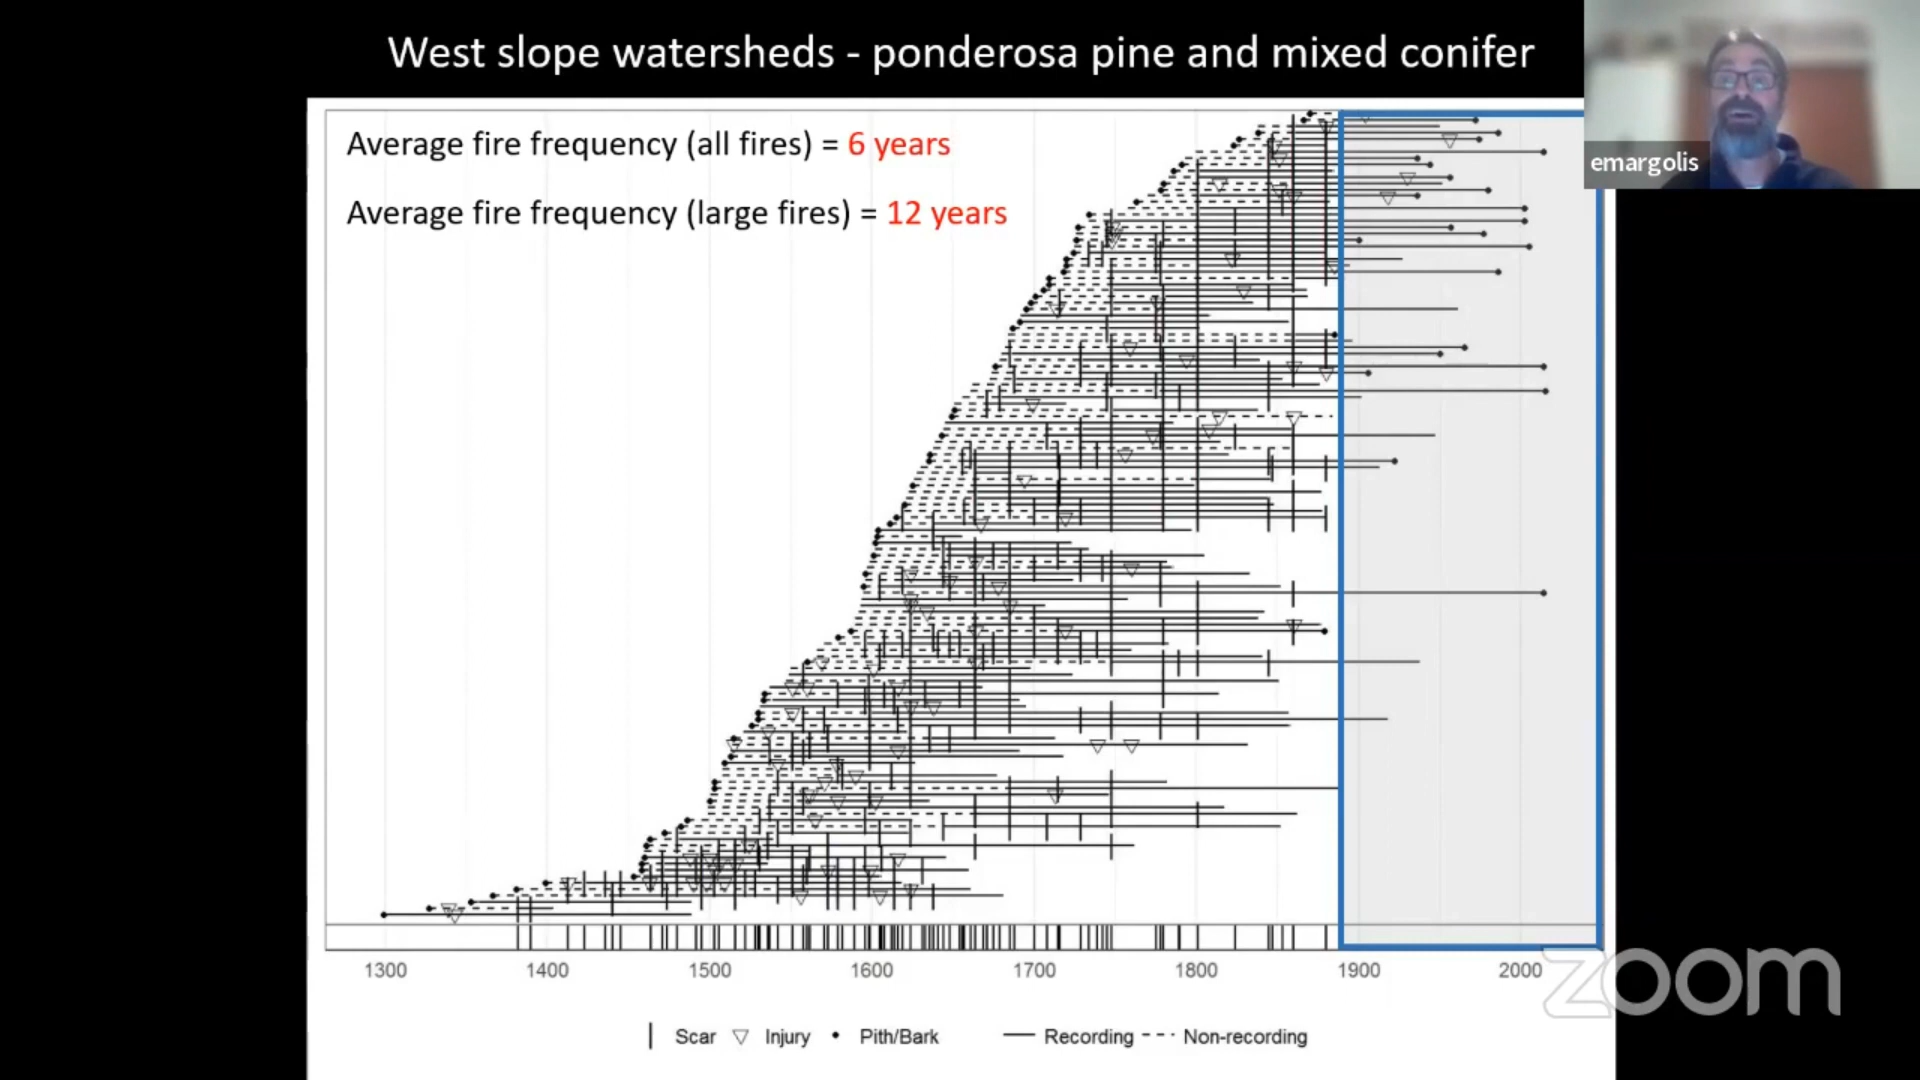 West slope watersheds - ponderosa pine and mixed conifer
emargolis
Average fire frequency (all fires) = 6 years
Average fire frequency (large fires) = 12 years
1300 1400 1500 1600 1700 1800 1900 2000
zoom
Scar Injury Pith/Bark Recording Non-recording